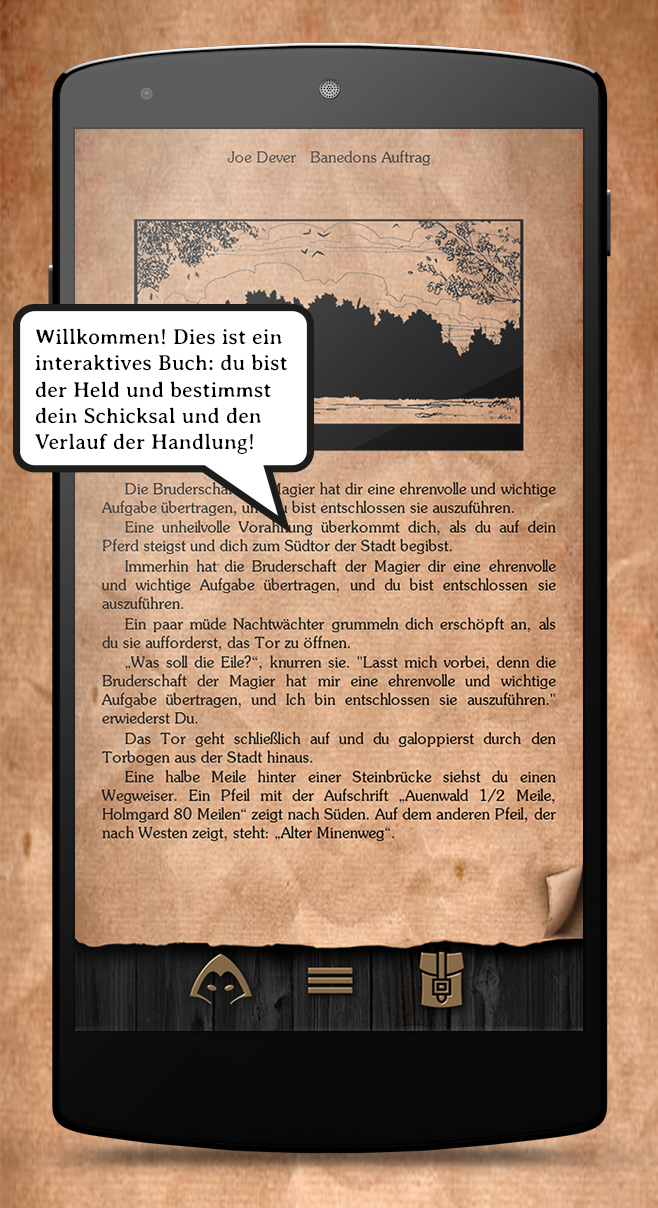 Joe Dever Banedons Auftrag
Willkommen! Dies ist ein
interaktives Buch: du bist
der Held und bestimmst
dein Schicksal und den
Verlauf der Handlung!
Die Magier hat dir eine ehrenvolle und wichtige
Aufgabe übertragen, bist entschlossen sie auszuführen.
Eine unheilvolle Vorahnung überkommt dich, als du auf dein
Pferd steigst und dich zum Südtor der Stadt begibst.
Immerhin hat die Bruderschaft der Magier dir eine ehrenvolle
und wichtige Aufgabe übertragen, und du bist entschlossen sie
auszuführen.
Ein paar müde Nachtwächter grummeln dich erschöpft an, als
du sie aufforderst, das Tor zu öffnen.
„Was soll die Eile?“, knurren sie. "Lasst mich vorbei, denn die
Bruderschaft der Magier hat mir eine ehrenvolle und wichtige
Aufgabe übertragen, und Ich bin entschlossen sie auszuführen."
erwiederst Du.
Das Tor geht schließlich auf und du galoppierst durch den
Torbogen aus der Stadt hinaus.
Eine halbe Meile hinter einer Steinbrücke siehst du einen
Wegweiser. Ein Pfeil mit der Aufschrift „Auenwald 1/2 Meile,
Holmgard 80 Meilen“ zeigt nach Süden. Auf dem anderen Pfeil, der
nach Westen zeigt, steht: „Alter Minenweg“.